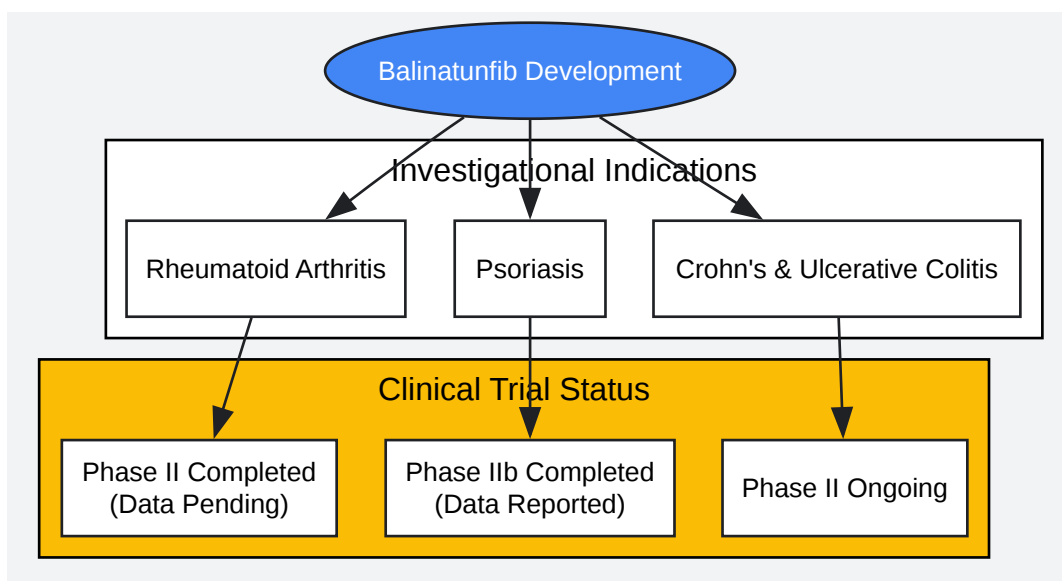 Balinatunfib Development
Investigational Indications
Rheumatoid Arthritis
Psoriasis
Crohn's & Ulcerative Colitis
Clinical Trial Status
Phase II Completed
(Data Pending)
Phase IIb Completed
(Data Reported)
Phase II Ongoing